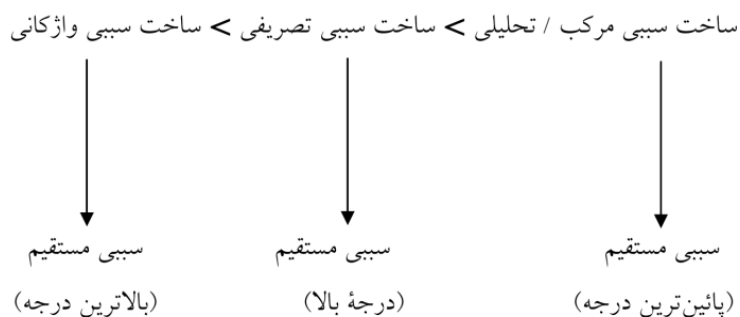 ساخت سببی مرکب / تحلیلی < ساخت سببی تصریفی < ساخت سببی واژگانی
سببی مستقیم سببی مستقیم سببی مستقیم
(پائین‌ترین درجه) (درجۀ بالا) (بالاترین درجه)